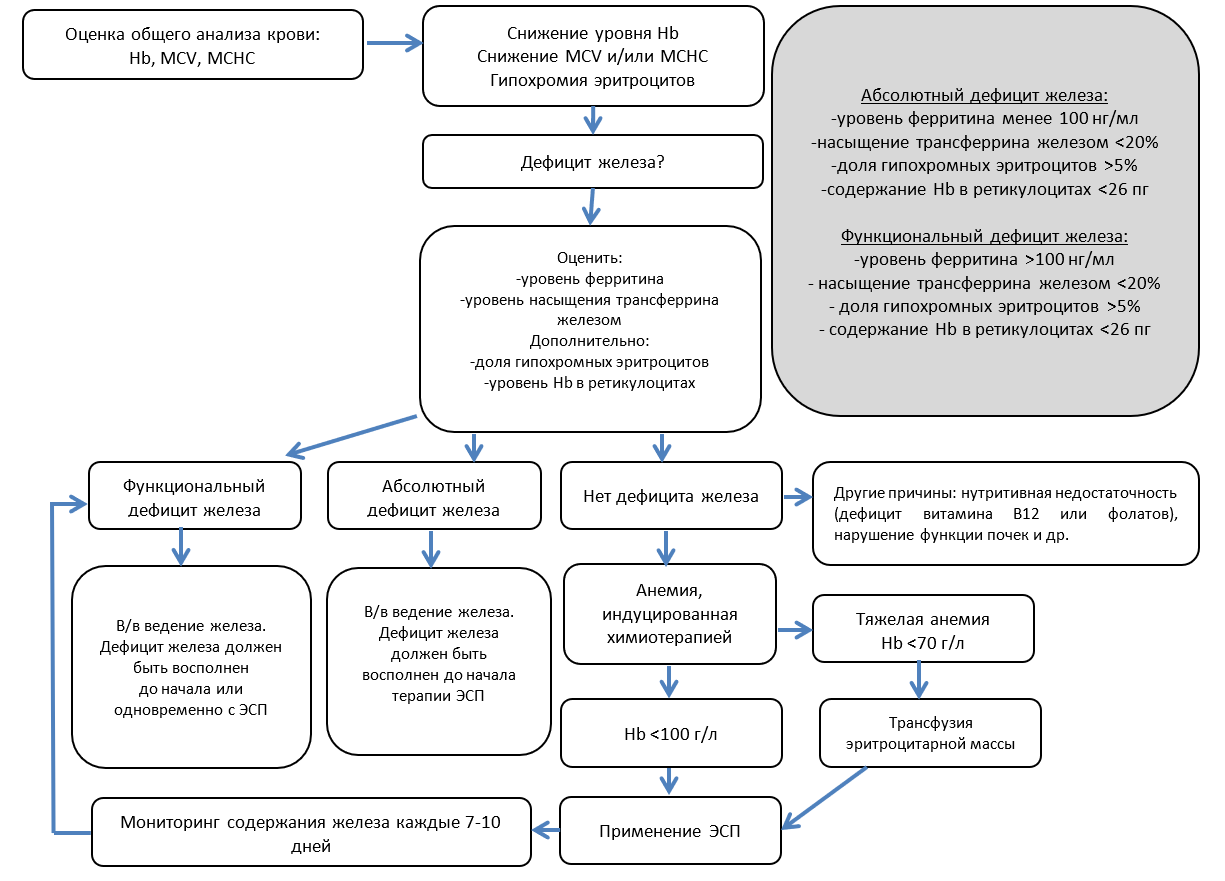 Оценка общего анализа крови:
Hb, MCV, MCHC
Снижение уровня Hb
Снижение MCV и/или MCHC
Гипохромия эритроцитов
Дефицит железа?
Оценить:
-уровень ферритина
-уровень насыщения трансферрина
железом
Дополнительно:
-доля гипохромных эритроцитов
-уровень Hb в ретикулоцитах
Абсолютный дефицит железа:
-уровень ферритина менее 100 нг/мл
-насыщение трансферрина железом <20%
-доля гипохромных эритроцитов >5%
-содержание Hb в ретикулоцитах <26 пг
Функциональный дефицит железа:
-уровень ферритина >100 нг/мл
- насыщение трансферрина железом <20%
- доля гипохромных эритроцитов >5%
- содержание Hb в ретикулоцитах <26 пг
Функциональный
дефицит железа
Абсолютный
дефицит железа
Нет дефицита железа
Другие причины: нутритивная недостаточность
(дефицит витамина В12 или фолатов),
нарушение функции почек и др.
В/в ведение железа.
Дефицит железа должен
быть восполнен
до начала или
одновременно с ЭСП
В/в ведение железа.
Дефицит железа
должен быть
восполнен до начала
терапии ЭСП
Анемия,
индуцированная
химиотерапией
Тяжелая анемия
Hb <70 г/л
Hb <100 г/л
Трансфузия
эритроцитарной массы
Мониторинг содержания железа каждые 7-10
дней
Применение ЭСП